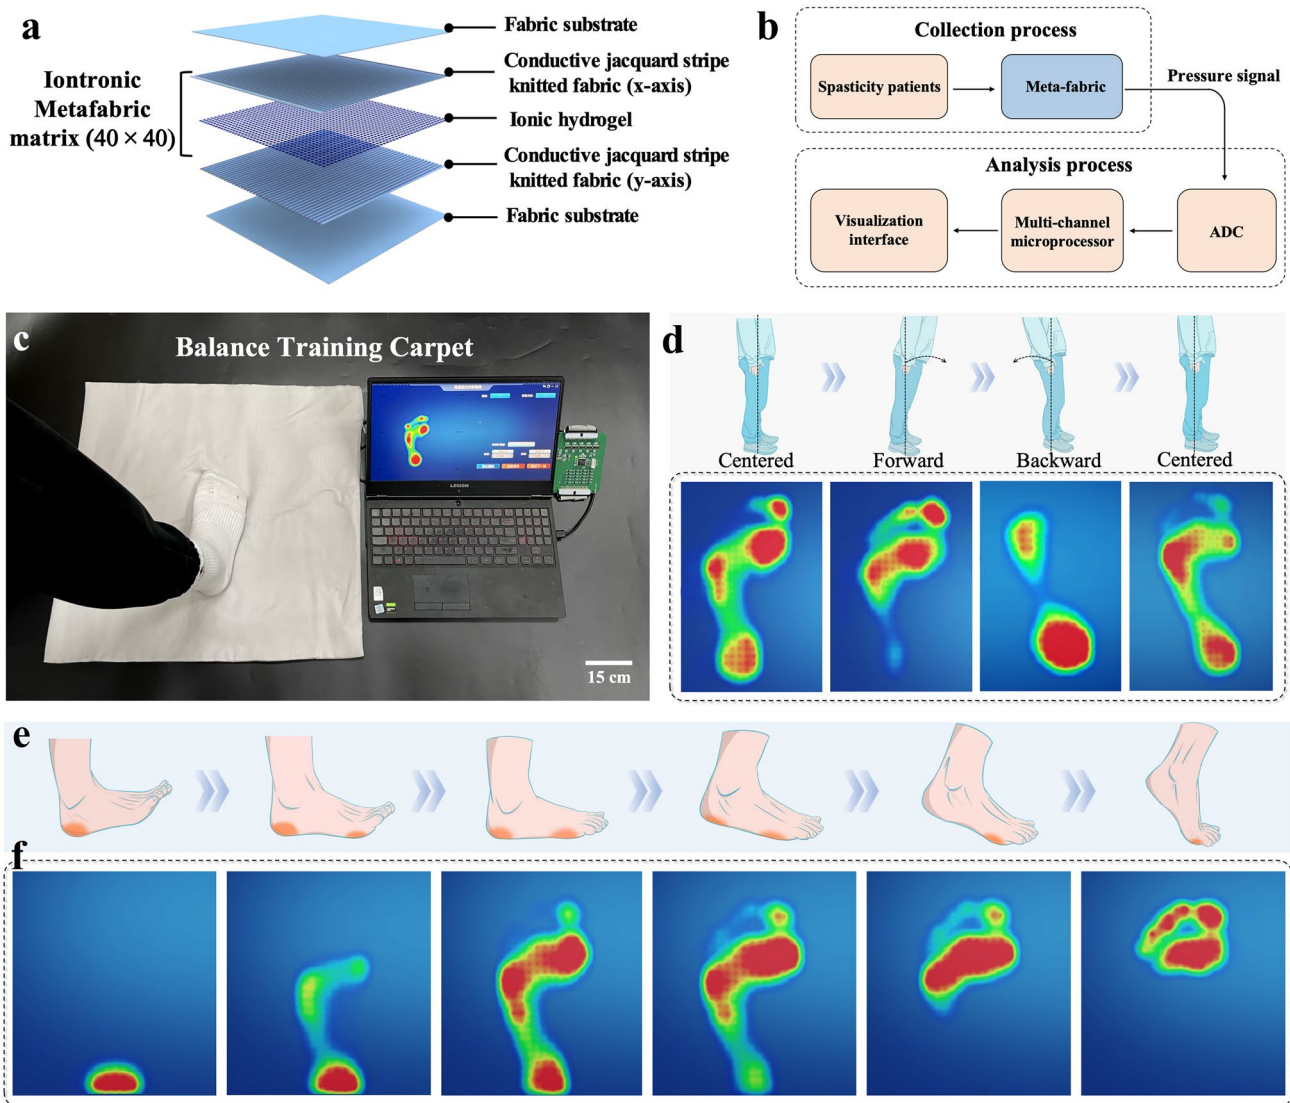 a
Fabric substrate
Conductive jacquard stripe
knitted fabric (x-axis)
Iontronic
Metafabric
matrix (40 × 40)
Ionic hydrogel
Conductive jacquard stripe
knitted fabric (y-axis)
Fabric substrate
b
Collection process
Spasticity patients
Meta-fabric
Pressure signal
Analysis process
Visualization
interface
Multi-channel
microprocessor
ADC
c
Balance Training Carpet
LEGION
15 cm
d
Centered
Forward
Backward
Centered
e
f